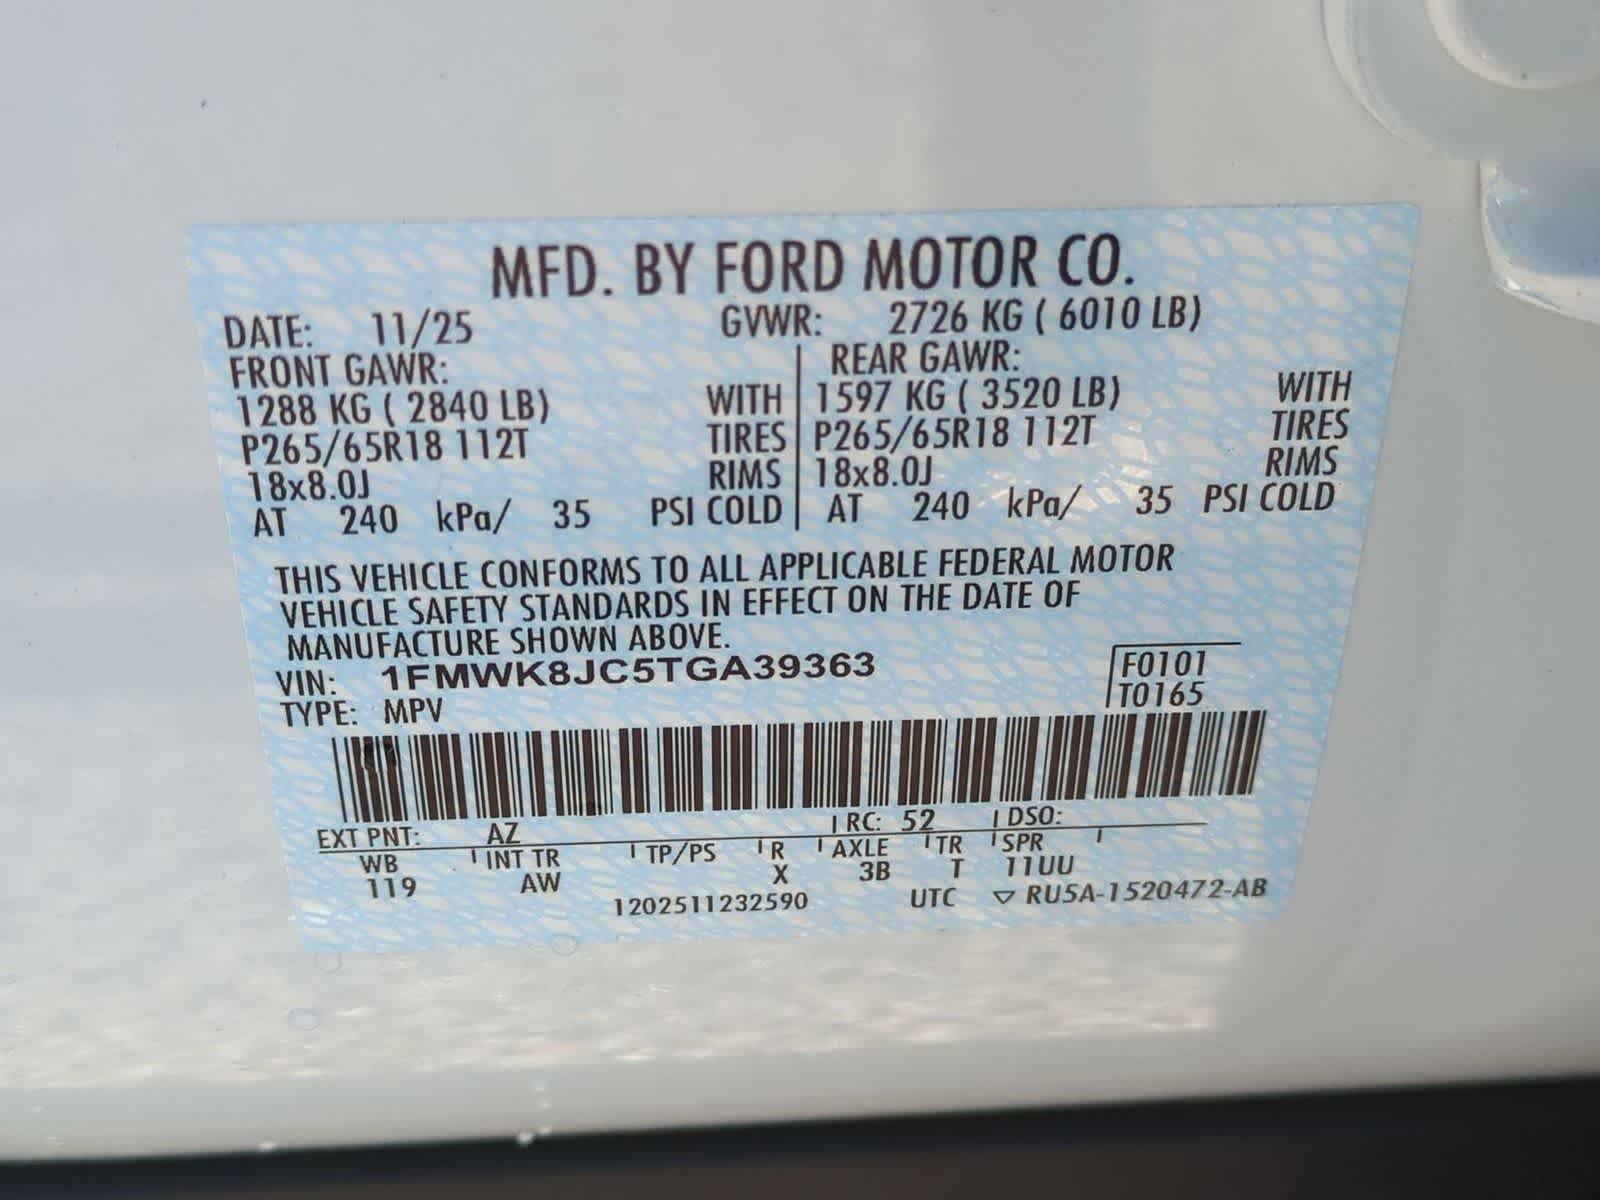 MFD. BY FORD MOTOR CO.
DATE: 11/25 GVWR: 2726 KG ( 6010 LB)
FRONT GAWR: REAR GAWR:
1288 KG ( 2840 LB) WITH 1597 KG ( 3520 LB) WITH
P265/65R18 112T TIRES P265/65R18 112T TIRES
18x8.0J RIMS 18x8.0J RIMS
AT 240 kPa/ 35 PSI COLD AT 240 kPa/ 35 PSI COLD
THIS VEHICLE CONFORMS TO ALL APPLICABLE FEDERAL MOTOR
VEHICLE SAFETY STANDARDS IN EFFECT ON THE DATE OF
MANUFACTURE SHOWN ABOVE.
VIN: 1FMWK8JC5TGA39363 F0101
TYPE: MPV T0165
EXT PNT: AZ RC: 52 DSO:
WB INT TR TP/PS R AXLE TR SPR
119 AW X 3B T 11UU
1202511232590 UTC ▽ RU5A-1520472-AB